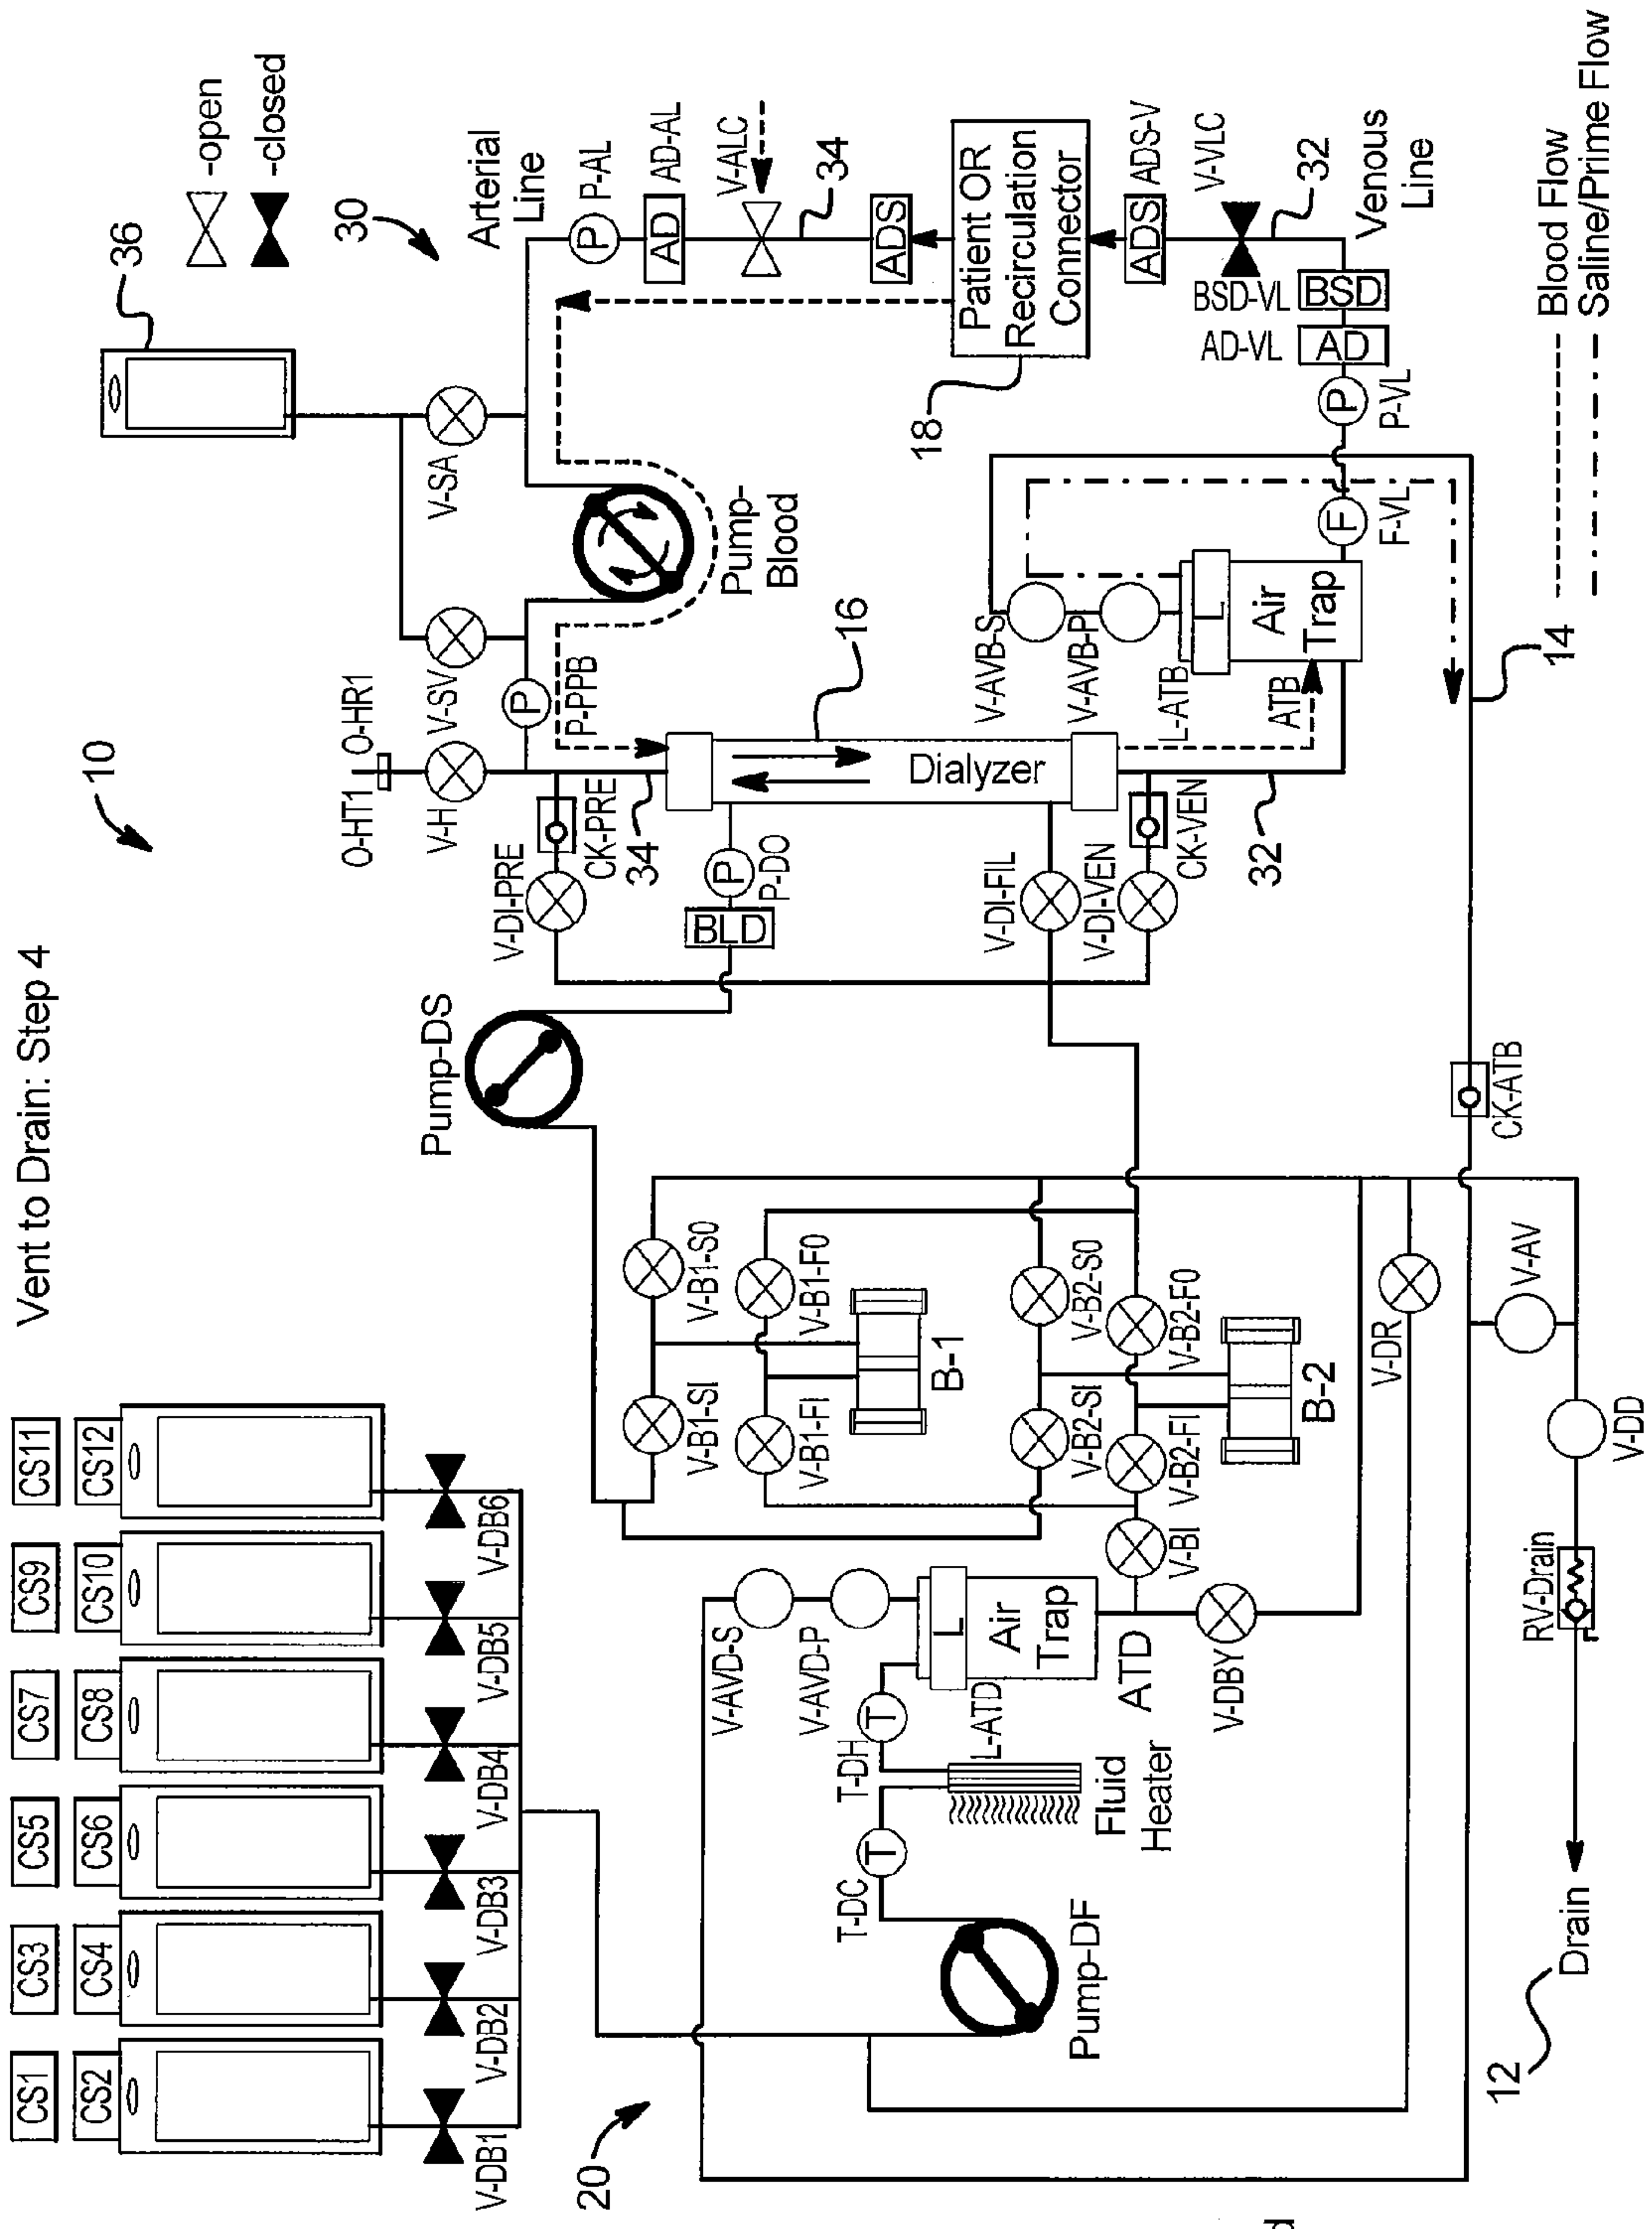 Vent to Drain: Step 4
10
CS1
CS2
CS3
CS4
CS5
CS6
CS7
CS8
CS9
CS10
CS11
CS12
V-DB1
V-DB2
V-DB3
V-DB4
V-DB5
V-DB6
20
Pump-DS
Pump-DF
T-DC
T
T-DH
T
Fluid
Heater
L-ATD
L
Air
Trap
ATD
V-AVD-S
V-AVD-P
V-DBY
V-BI
V-B1-SI
V-B1-S0
V-B1-FI
V-B1-F0
B-1
V-B2-SI
V-B2-S0
V-B2-FI
V-B2-F0
B-2
V-DR
V-AV
V-DD
RV-Drain
Drain
12
CK-ATB
14
36
-open
-closed
30
Arterial
Line
P
P-AL
AD
AD-AL
V-ALC
34
ADS
Patient OR
Recirculation
Connector
18
ADS
ADS-V
V-VLC
32
Venous
Line
BSD-VL
BSD
AD-VL
AD
P
P-VL
F
F-VL
V-SA
V-SV
Pump-
Blood
O-HT1
O-HR1
V-H
P
P-PPB
V-DI-PRE
CK-PRE
34
16
Dialyzer
BLD
P
P-DO
V-DI-FIL
V-DI-VEN
CK-VEN
32
V-AVB-S
V-AVB-P
L-ATB
L
Air
Trap
ATB
Blood Flow
Saline/Prime Flow